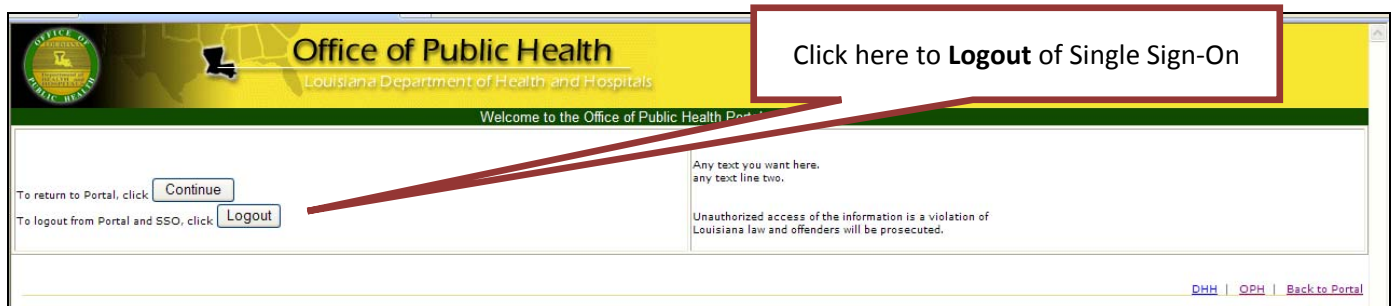 Office of Public Health
Louisiana Department of Health and Hospitals
Click here to Logout of Single Sign-On
Welcome to the Office of Public Health
To return to Portal, click Continue
To logout from Portal and SSO, click Logout
Any text you want here.
any text line two.
Unauthorized access of the information is a violation of
Louisiana law and offenders will be prosecuted.
DHH | OPH | Back to Portal